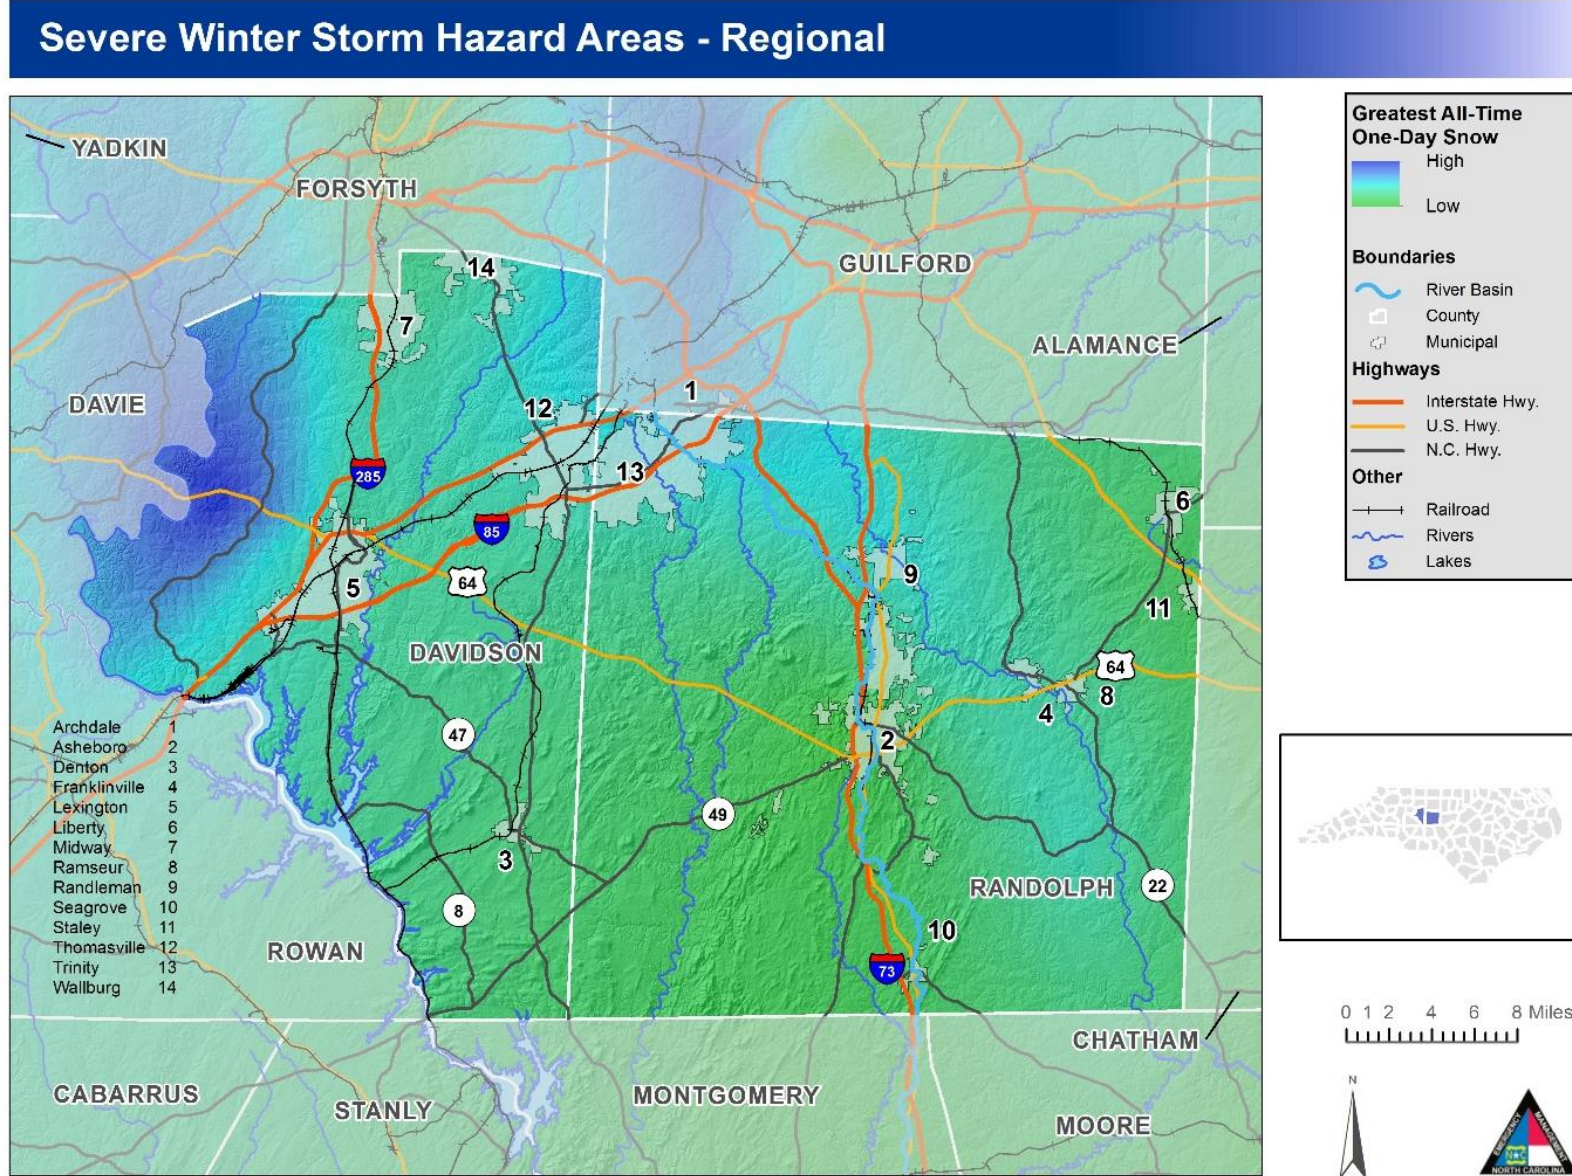 Severe Winter Storm Hazard Areas - Regional
YADKIN
FORSYTH
14
GUILFORD
7
ALAMANCE
DAVIE
1
12
13
285
6
85
5
64
9
11
DAVIDSON
64
8
4
47
2
49
3
8
RANDOLPH
22
10
ROWAN
73
CHATHAM
CABARRUS
STANLY
MONTGOMERY
MOORE
Archdale 1
Asheboro 2
Denton 3
Franklinville 4
Lexington 5
Liberty 6
Midway 7
Ramseur 8
Randleman 9
Seagrove 10
Staley 11
Thomasville 12
Trinity 13
Wallburg 14
Greatest All-Time
One-Day Snow
High
Low
Boundaries
River Basin
County
Municipal
Highways
Interstate Hwy.
U.S. Hwy.
N.C. Hwy.
Other
Railroad
Rivers
Lakes
0 1 2 4 6 8 Miles
N
EMERGENCY
MANAGEMENT
NORTH CAROLINA